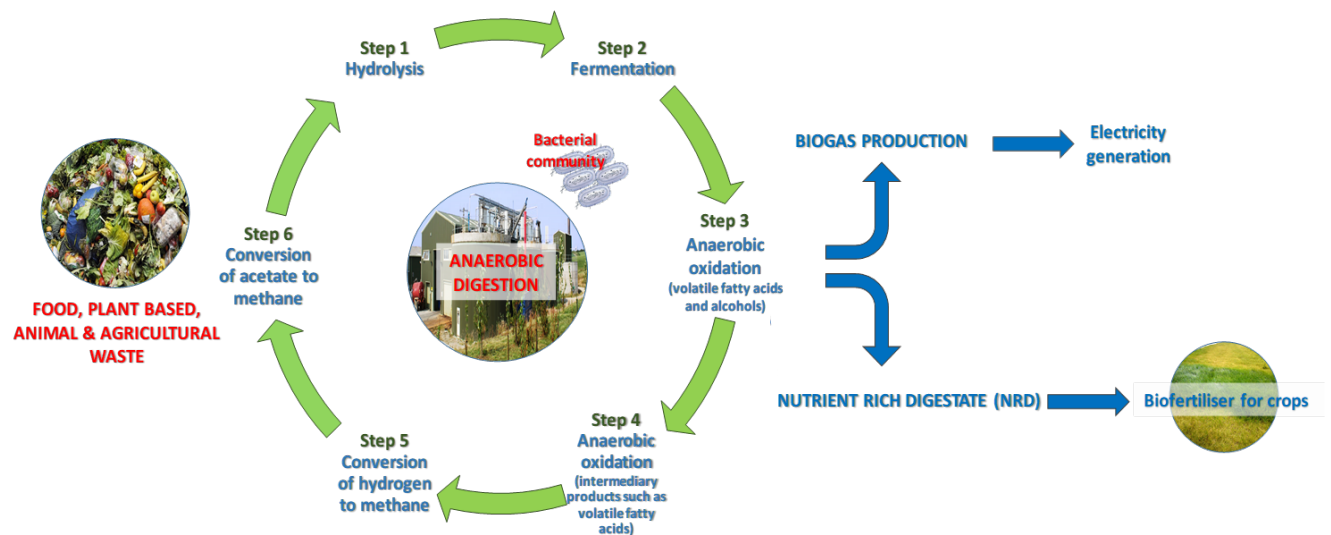 Step 1
Hydrolysis
Step 2
Fermentation
Bacterial
community
Step 3
Anaerobic
oxidation
(volatile fatty acids
and alcohols)
Step 4
Anaerobic
oxidation
(intermediary
products such as
volatile fatty
acids)
Step 5
Conversion
of hydrogen
to methane
Step 6
Conversion
of acetate to
methane
ANAEROBIC
DIGESTION
FOOD, PLANT BASED,
ANIMAL & AGRICULTURAL
WASTE
BIOGAS PRODUCTION
Electricity
generation
NUTRIENT RICH DIGESTATE (NRD)
Biofertiliser for crops